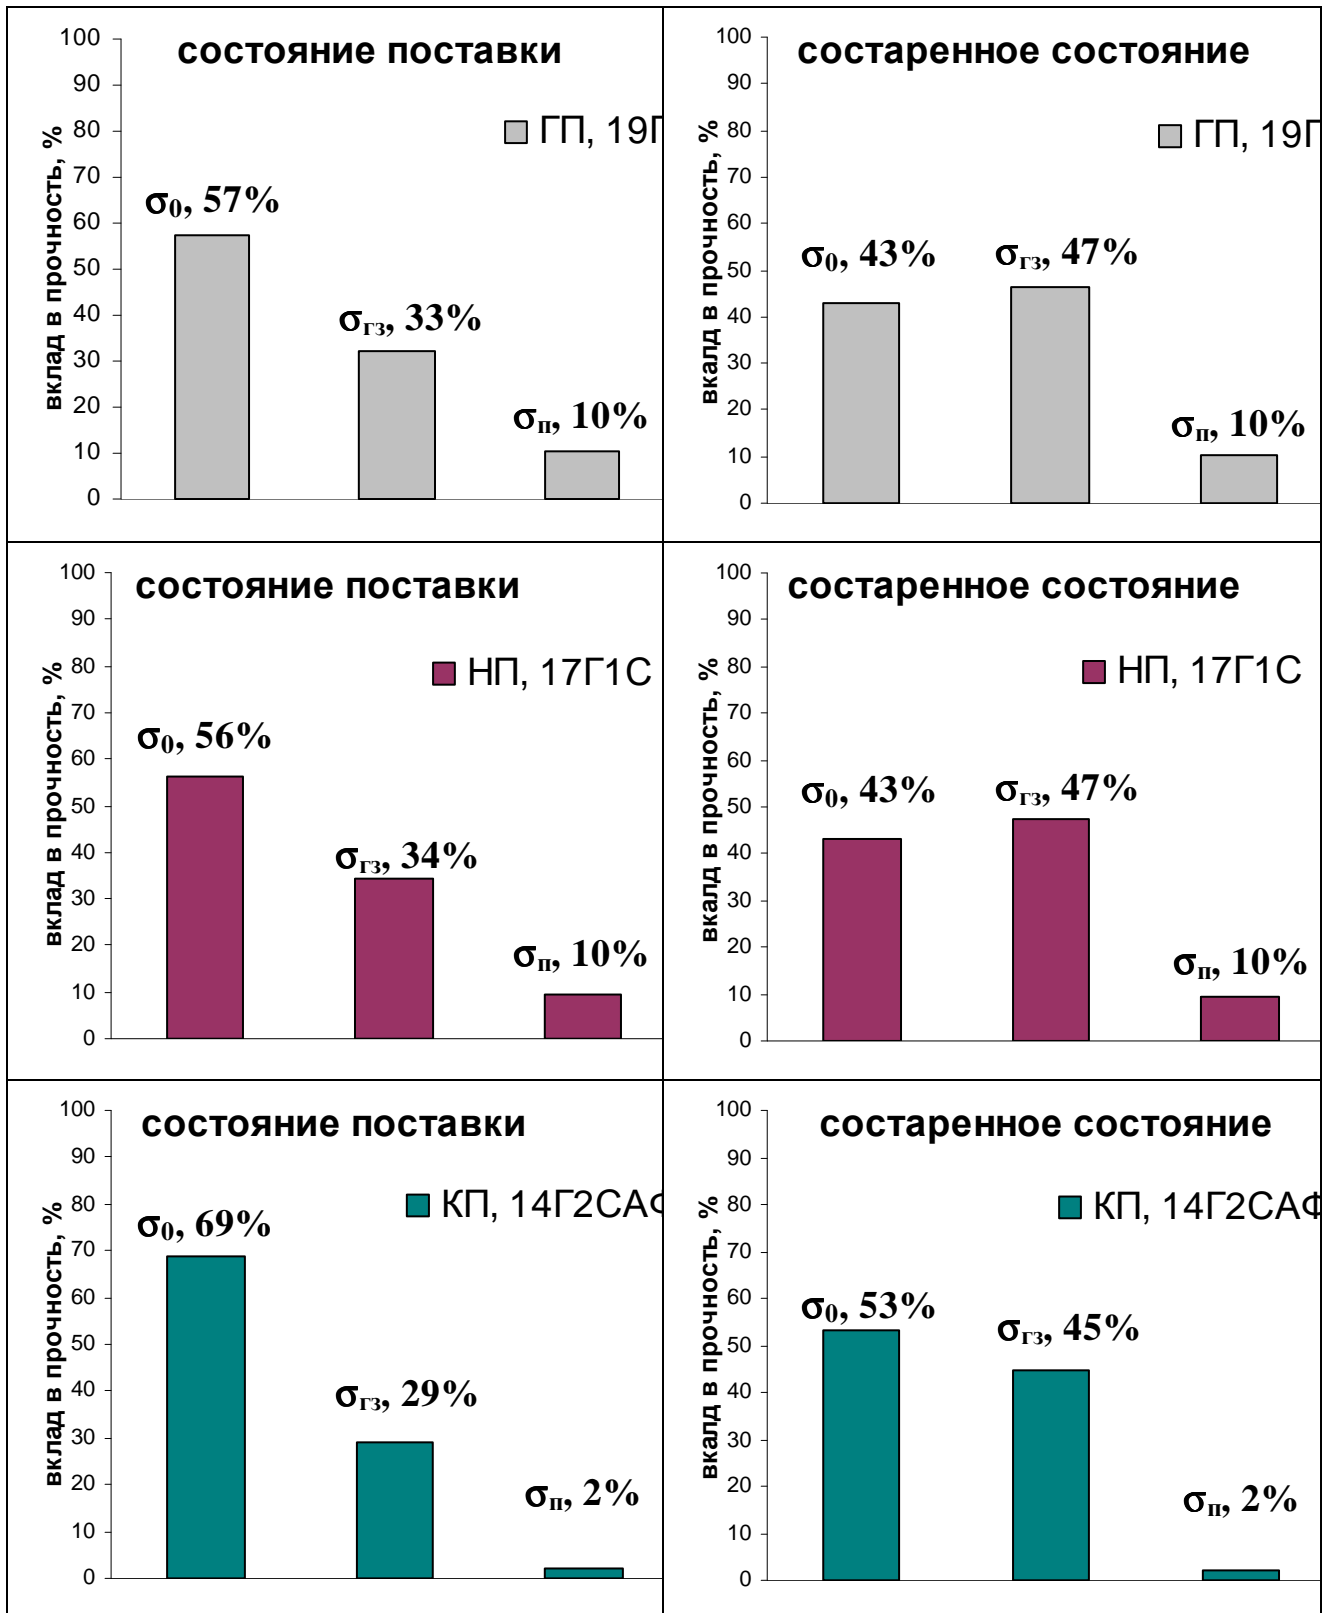 состояние поставки
вклад в прочность, %
100
90
80
70
60
50
40
30
20
10
0
ГП, 19Г
σ0, 57%
σгз, 33%
σп, 10%
состаренное состояние
вкалд в прочность, %
100
90
80
70
60
50
40
30
20
10
0
ГП, 19Г
σ0, 43%
σгз, 47%
σп, 10%
состояние поставки
вклад в прочность, %
100
90
80
70
60
50
40
30
20
10
0
НП, 17Г1С
σ0, 56%
σгз, 34%
σп, 10%
состаренное состояние
вкалд в прочность, %
100
90
80
70
60
50
40
30
20
10
0
НП, 17Г1С
σ0, 43%
σгз, 47%
σп, 10%
состояние поставки
вклад в прочность, %
100
90
80
70
60
50
40
30
20
10
0
КП, 14Г2САФ
σ0, 69%
σгз, 29%
σп, 2%
состаренное состояние
вкалд в прочность, %
100
90
80
70
60
50
40
30
20
10
0
КП, 14Г2САФ
σ0, 53%
σгз, 45%
σп, 2%